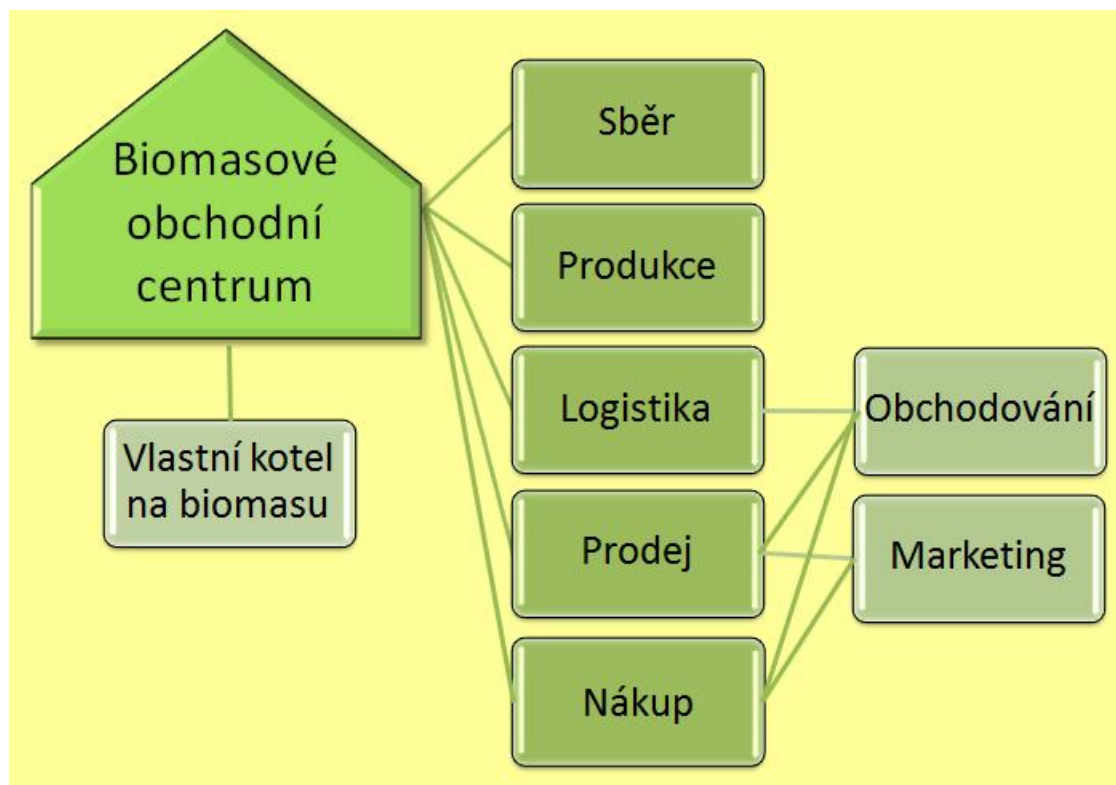 Biomasové
obchodní
centrum
Vlastní kotel
na biomasu
Sběr
Produkce
Logistika
Prodej
Nákup
Obchodování
Marketing